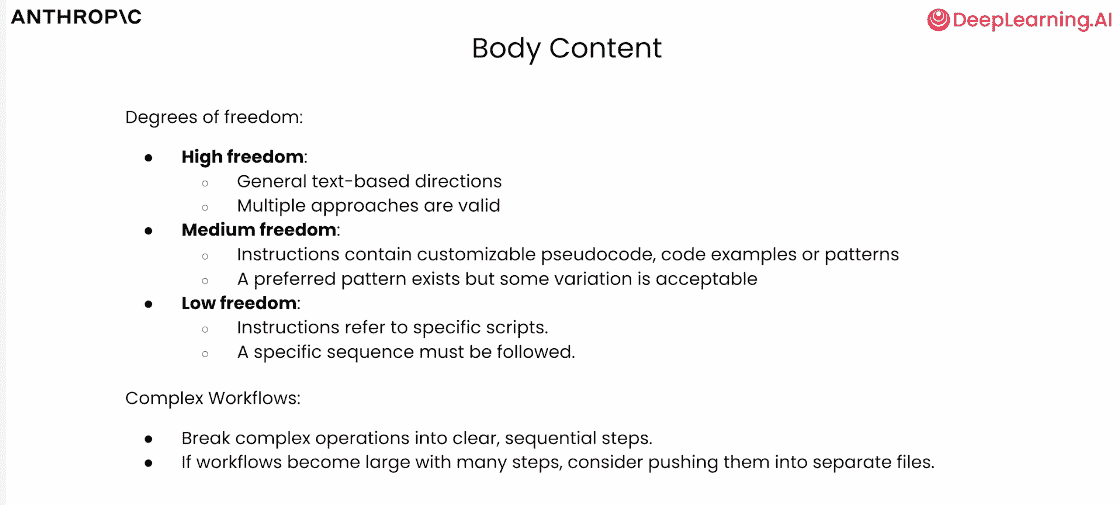 ANTHROP\C
DeepLearning.AI
Body Content
Degrees of freedom:
● High freedom:
○ General text-based directions
○ Multiple approaches are valid
● Medium freedom:
○ Instructions contain customizable pseudocode, code examples or patterns
○ A preferred pattern exists but some variation is acceptable
● Low freedom:
○ Instructions refer to specific scripts.
○ A specific sequence must be followed.
Complex Workflows:
● Break complex operations into clear, sequential steps.
● If workflows become large with many steps, consider pushing them into separate files.